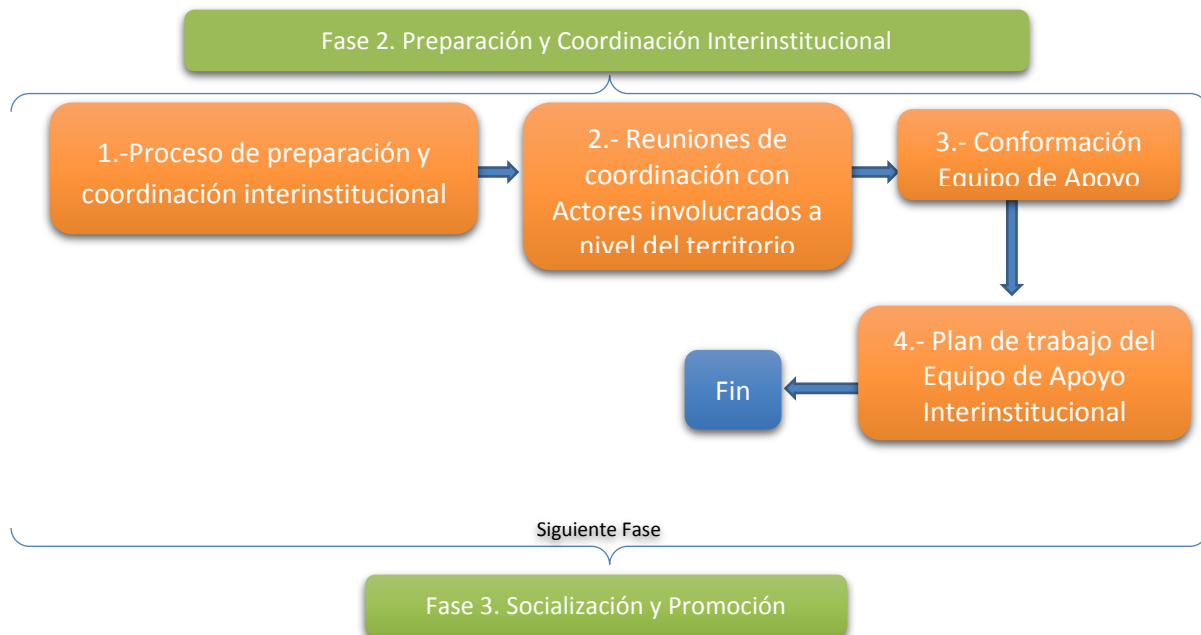 Fase 2. Preparación y Coordinación Interinstitucional
1.-Proceso de preparación y
coordinación interinstitucional
2.- Reuniones de
coordinación con
Actores involucrados a
nivel del territorio
3.- Conformación
Equipo de Apoyo
4.- Plan de trabajo del
Equipo de Apoyo
Interinstitucional
Fin
Siguiente Fase
Fase 3. Socialización y Promoción